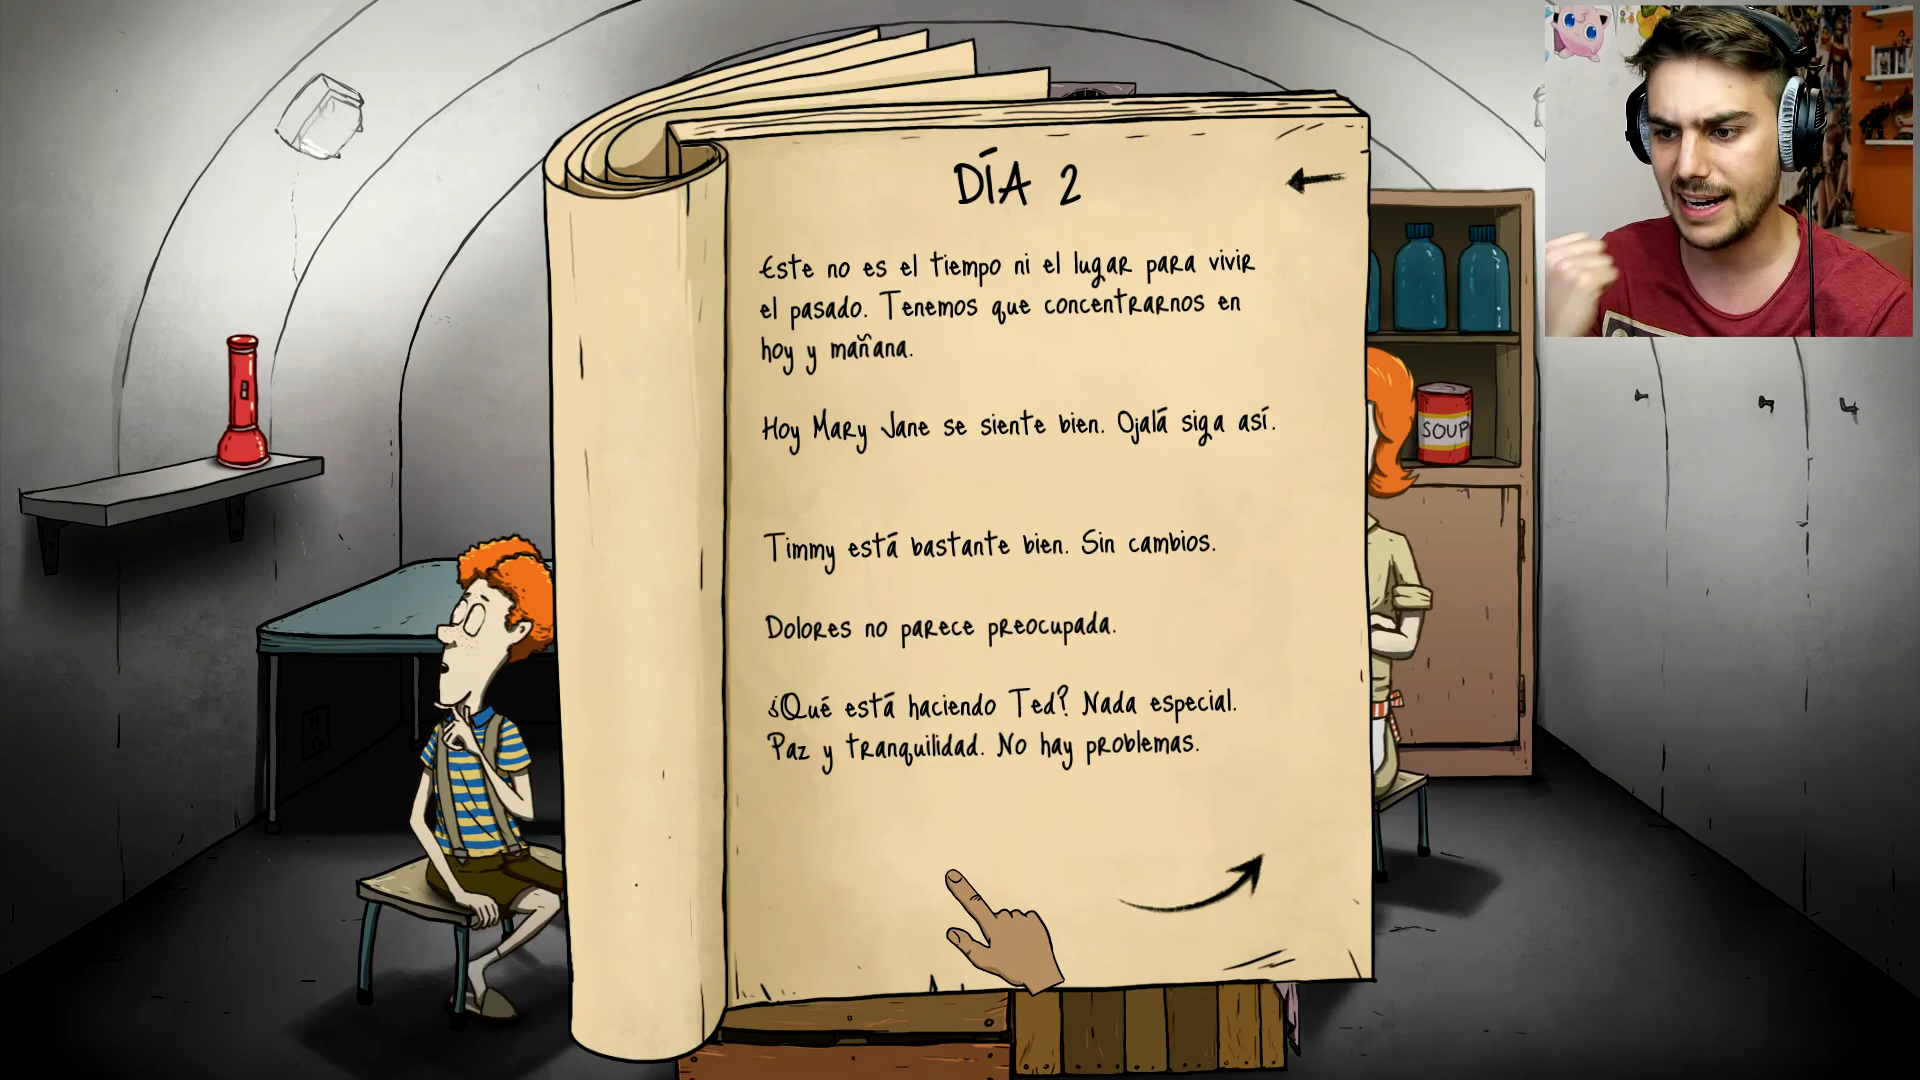 DÍA 2
Este no es el tiempo ni el lugar para vivir
el pasado. Tenemos que concentrarnos en
hoy y mañana.
Hoy Mary Jane se siente bien. Ojalá siga así.
Timmy está bastante bien. Sin cambios.
Dolores no parece preocupada.
¿Qué está haciendo Ted? Nada especial.
Paz y tranquilidad. No hay problemas.
SOUP